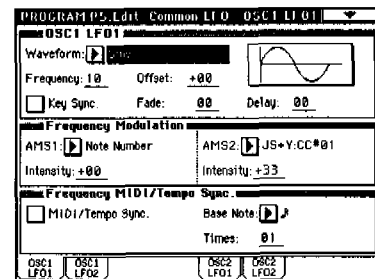 PROGRAM P5.Edit Common LFO OSC1 LFO1
OSC1 LFO1
Waveform:
Frequency: 10 Offset: +00
Key Sync. Fade: 00 Delay: 00
Frequency Modulation
AMS1: Note Number AMS2: JS+Y:CC#01
Intensity: +00 Intensity: +33
Frequency MIDI/Tempo Sync.
MIDI/Tempo Sync. Base Note: ♪
Times: 01
OSC1 LFO1 OSC1 LFO2 OSC2 LFO1 OSC2 LFO2